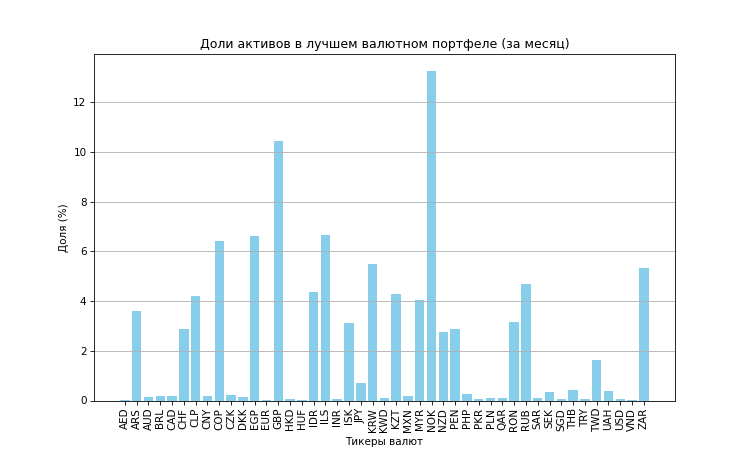 Доли активов в лучшем валютном портфеле (за месяц)
12
10
8
6
4
2
0
Доля (%)
AED ARS AUD BRL CAD CHF CLP CNY COP CZK DKK EGP EUR GBP HKD HUF IDR ILS INR ISK JPY KRW KWD KZT MXN MYR NOK NZD PEN PHP PKR PLN QAR RON RUB SAR SEK SGD THB TRY TWD UAH USD VND ZAR
Тикеры валют